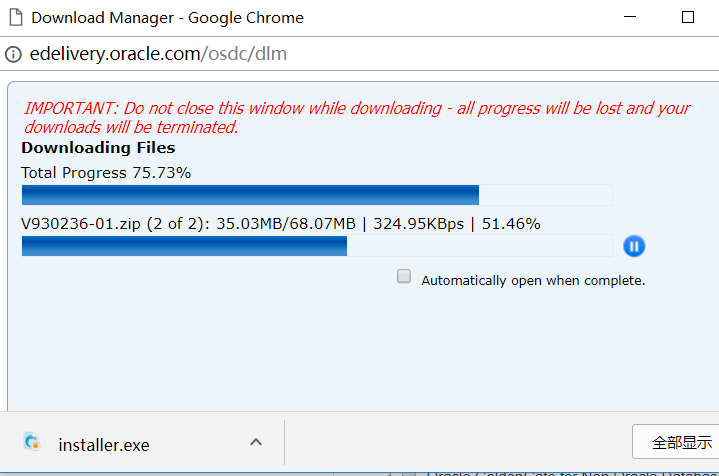 Download Manager - Google Chrome
edelivery.oracle.com/osdc/dlm
IMPORTANT: Do not close this window while downloading - all progress will be lost and your
downloads will be terminated.
Downloading Files
Total Progress 75.73%
V930236-01.zip (2 of 2): 35.03MB/68.07MB | 324.95KBps | 51.46%
Automatically open when complete.
installer.exe
全部显示